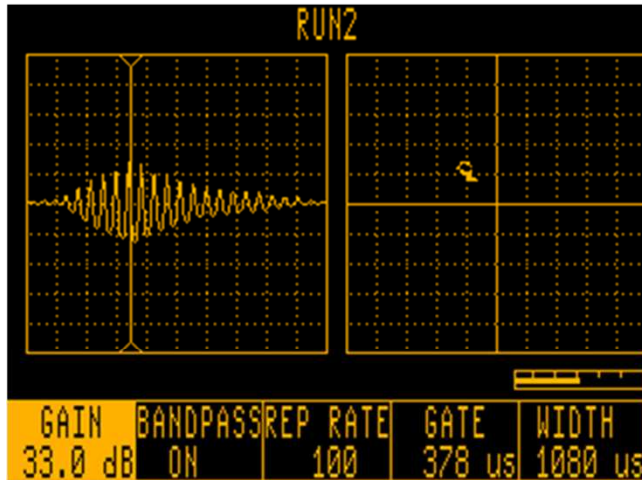 RUN2
GAIN BANDPASS REP RATE GATE WIDTH
33.0 dB ON 100 378 us 1080 us